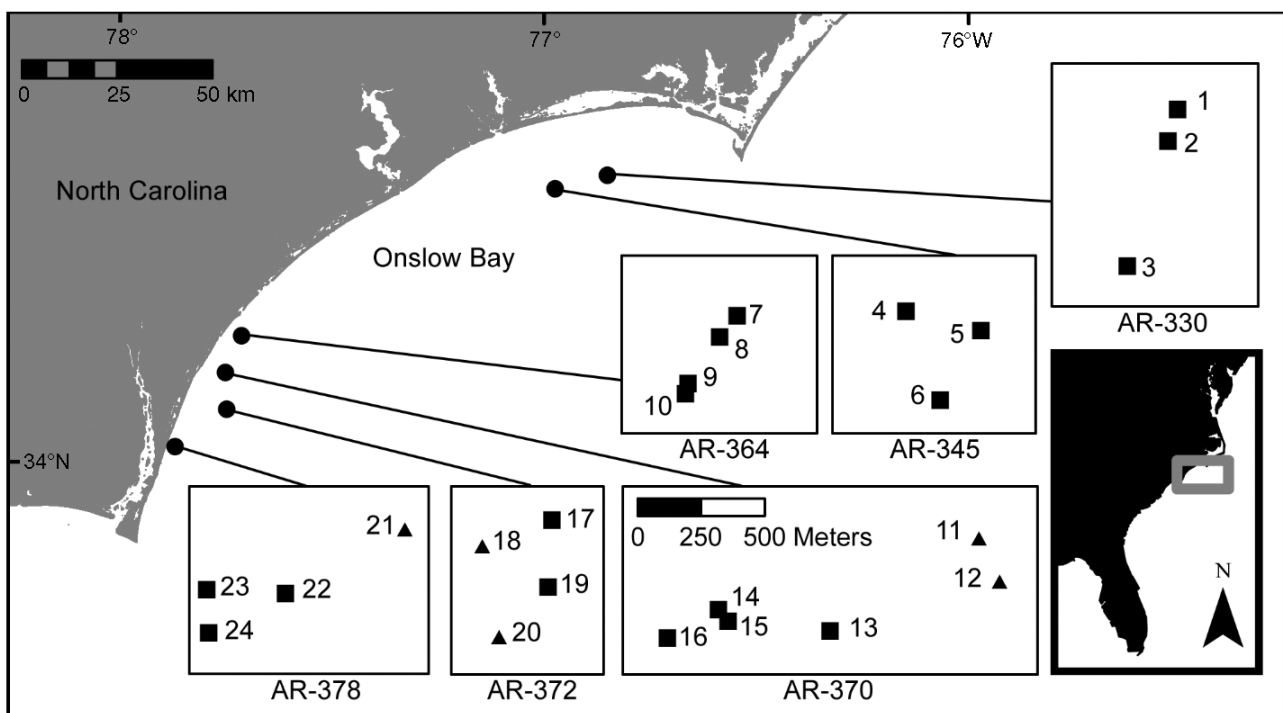 78°
77°
76°W
0 25 50 km
North Carolina
Onslow Bay
34°N
1
2
3
AR-330
7
8
9
10
AR-364
4
5
6
AR-345
21
23
22
24
AR-378
17
18
19
20
AR-372
0 250 500 Meters
11
12
14
15
16
13
AR-370
N